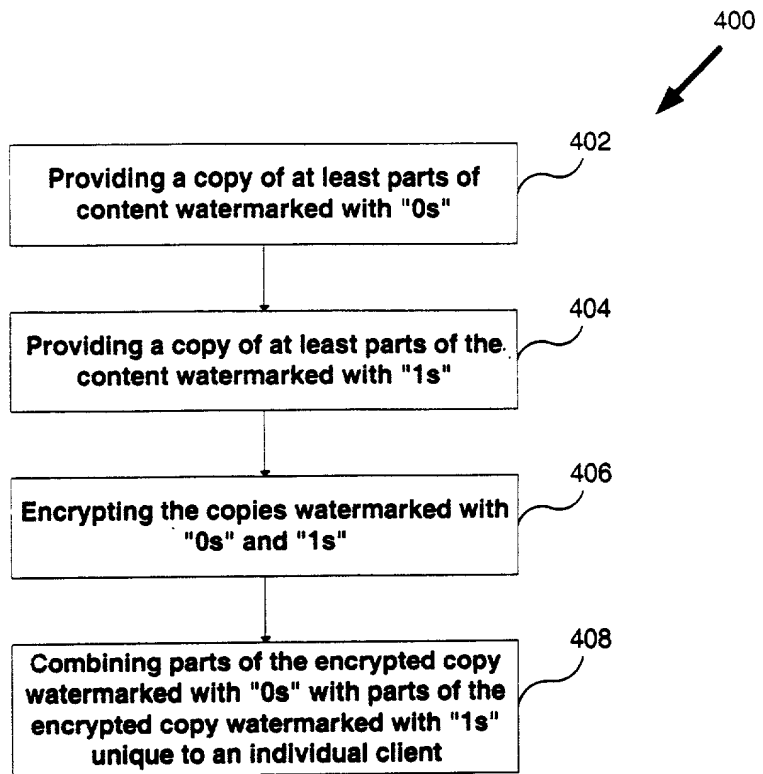 400
402
Providing a copy of at least parts of
content watermarked with "0s"
404
Providing a copy of at least parts of the
content watermarked with "1s"
406
Encrypting the copies watermarked with
"0s" and "1s"
408
Combining parts of the encrypted copy
watermarked with "0s" with parts of the
encrypted copy watermarked with "1s"
unique to an individual client